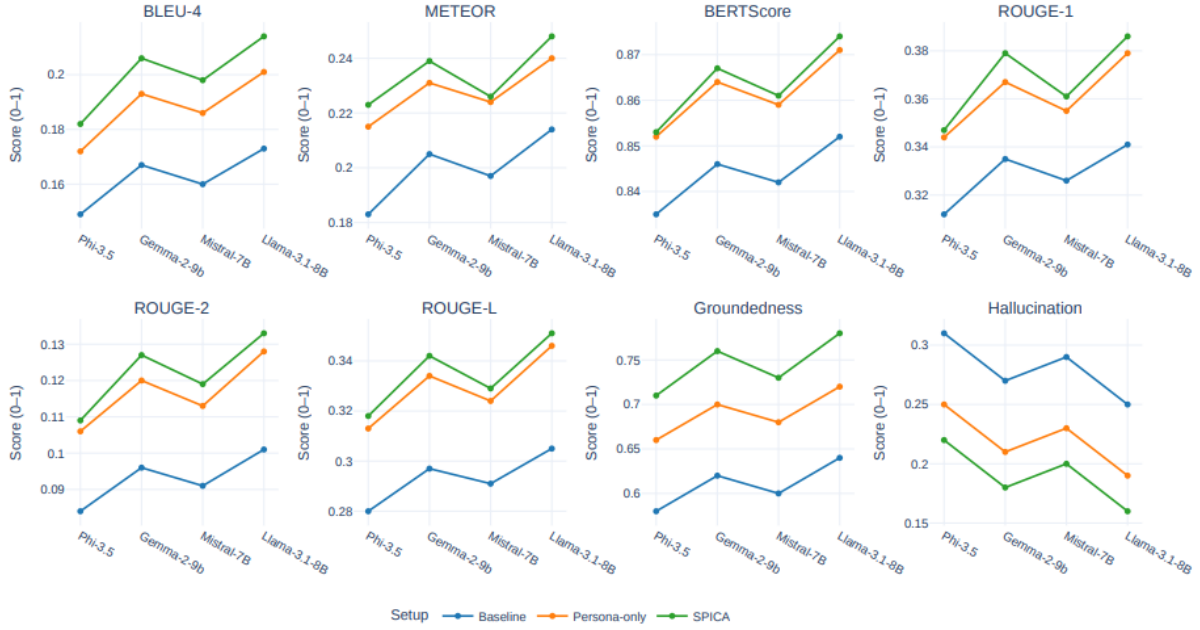 BLEU-4
METEOR
BERTScore
ROUGE-1
Score (0–1)
0.2
0.18
0.16
Phi-3.5
Gemma-2-9b
Mistral-7B
Llama-3.1-8B
Score (0–1)
0.24
0.22
0.2
0.18
Phi-3.5
Gemma-2-9b
Mistral-7B
Llama-3.1-8B
Score (0–1)
0.87
0.86
0.85
0.84
Phi-3.5
Gemma-2-9b
Mistral-7B
Llama-3.1-8B
Score (0–1)
0.38
0.36
0.34
0.32
Phi-3.5
Gemma-2-9b
Mistral-7B
Llama-3.1-8B
ROUGE-2
ROUGE-L
Groundedness
Hallucination
Score (0–1)
0.13
0.12
0.11
0.1
0.09
Phi-3.5
Gemma-2-9b
Mistral-7B
Llama-3.1-8B
Score (0–1)
0.34
0.32
0.3
0.28
Phi-3.5
Gemma-2-9b
Mistral-7B
Llama-3.1-8B
Score (0–1)
0.75
0.7
0.65
0.6
Phi-3.5
Gemma-2-9b
Mistral-7B
Llama-3.1-8B
Score (0–1)
0.3
0.25
0.2
0.15
Phi-3.5
Gemma-2-9b
Mistral-7B
Llama-3.1-8B
Setup Baseline Persona-only SPICA